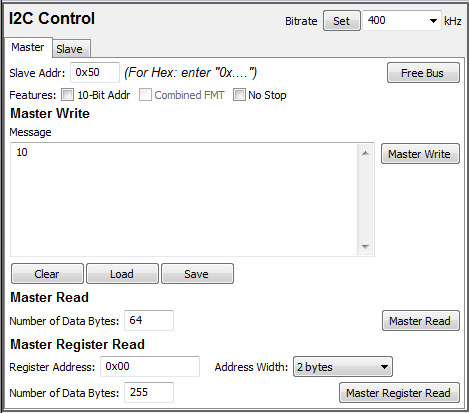 I2C Control
Bitrate Set 400 kHz
Master Slave
Slave Addr: 0x50 (For Hex: enter "0x....") Free Bus
Features: 10-Bit Addr Combined FMT No Stop
Master Write
Message
10
Master Write
Clear Load Save
Master Read
Number of Data Bytes: 64 Master Read
Master Register Read
Register Address: 0x00 Address Width: 2 bytes
Number of Data Bytes: 255 Master Register Read